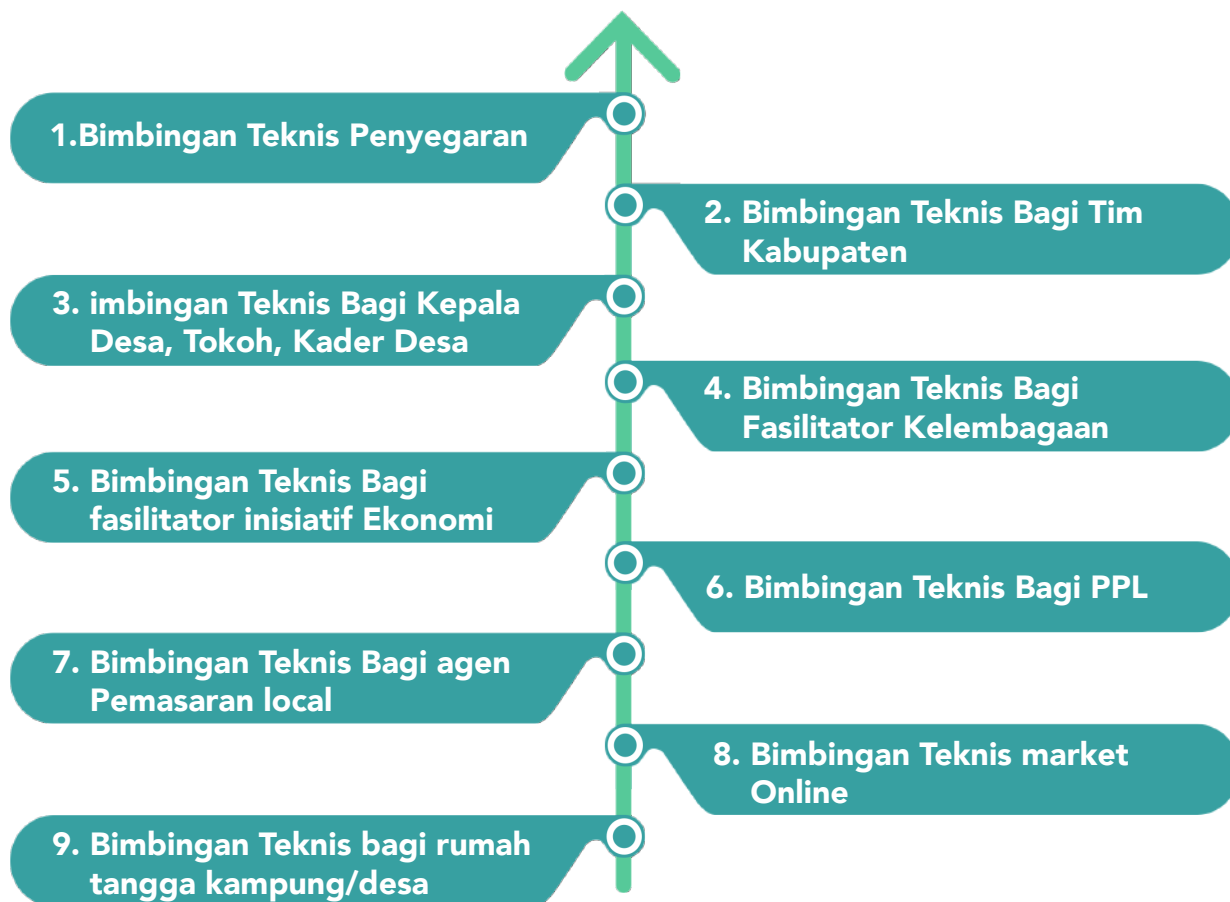 1.Bimbingan Teknis Penyegaran
2. Bimbingan Teknis Bagi Tim
Kabupaten
3. imbingan Teknis Bagi Kepala
Desa, Tokoh, Kader Desa
4. Bimbingan Teknis Bagi
Fasilitator Kelembagaan
5. Bimbingan Teknis Bagi
fasilitator inisiatif Ekonomi
6. Bimbingan Teknis Bagi PPL
7. Bimbingan Teknis Bagi agen
Pemasaran local
8. Bimbingan Teknis market
Online
9. Bimbingan Teknis bagi rumah
tangga kampung/desa